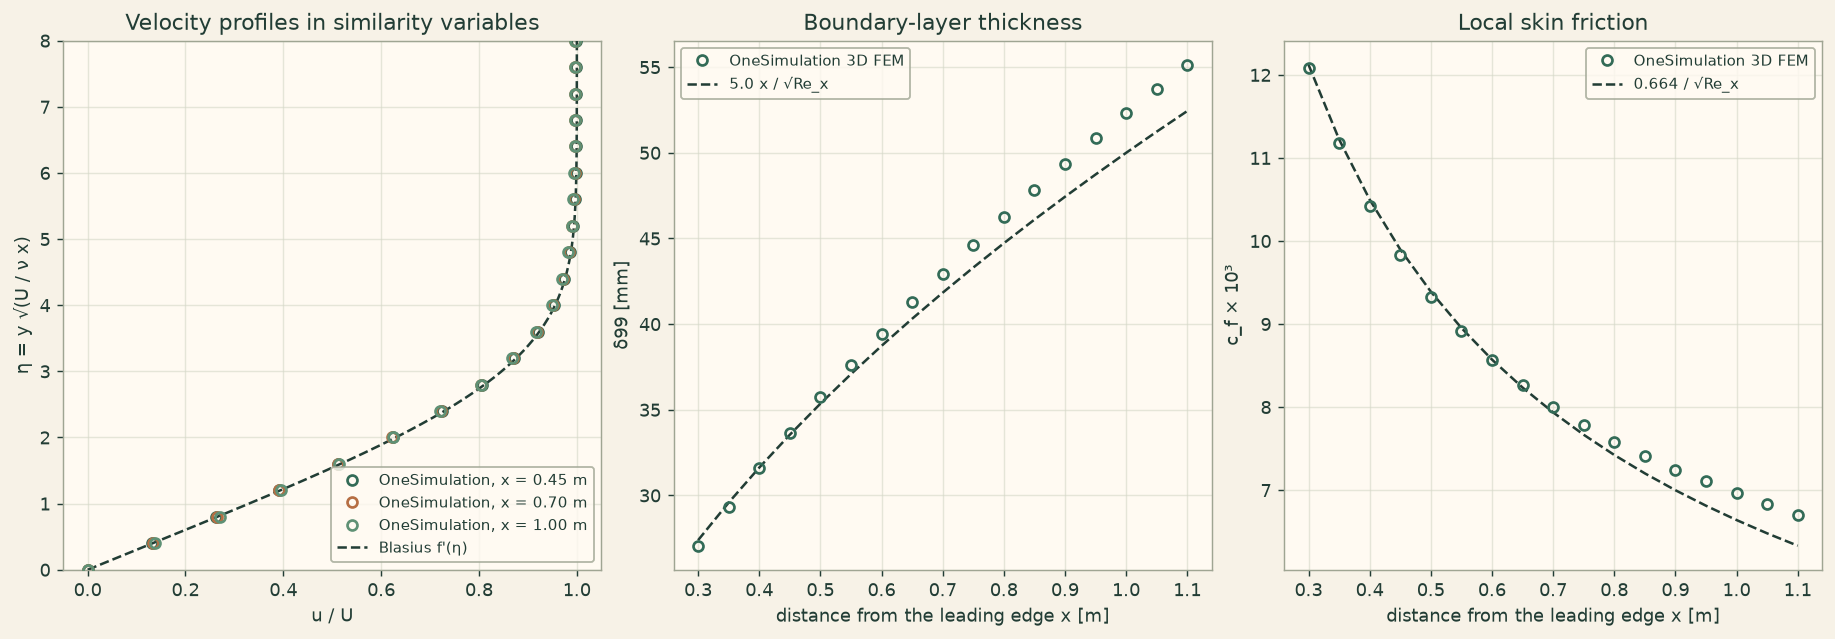 Velocity profiles in similarity variables
8
7
6
5
4
3
2
1
0
η = y √(U / ν x)
OneSimulation, x = 0.45 m
OneSimulation, x = 0.70 m
OneSimulation, x = 1.00 m
Blasius f'(η)
0.0 0.2 0.4 0.6 0.8 1.0
u / U
Boundary-layer thickness
OneSimulation 3D FEM
5.0 x / √Re_x
55
50
45
40
35
30
δ99 [mm]
0.3 0.4 0.5 0.6 0.7 0.8 0.9 1.0 1.1
distance from the leading edge x [m]
Local skin friction
OneSimulation 3D FEM
0.664 / √Re_x
12
11
10
9
8
7
c_f × 10³
0.3 0.4 0.5 0.6 0.7 0.8 0.9 1.0 1.1
distance from the leading edge x [m]